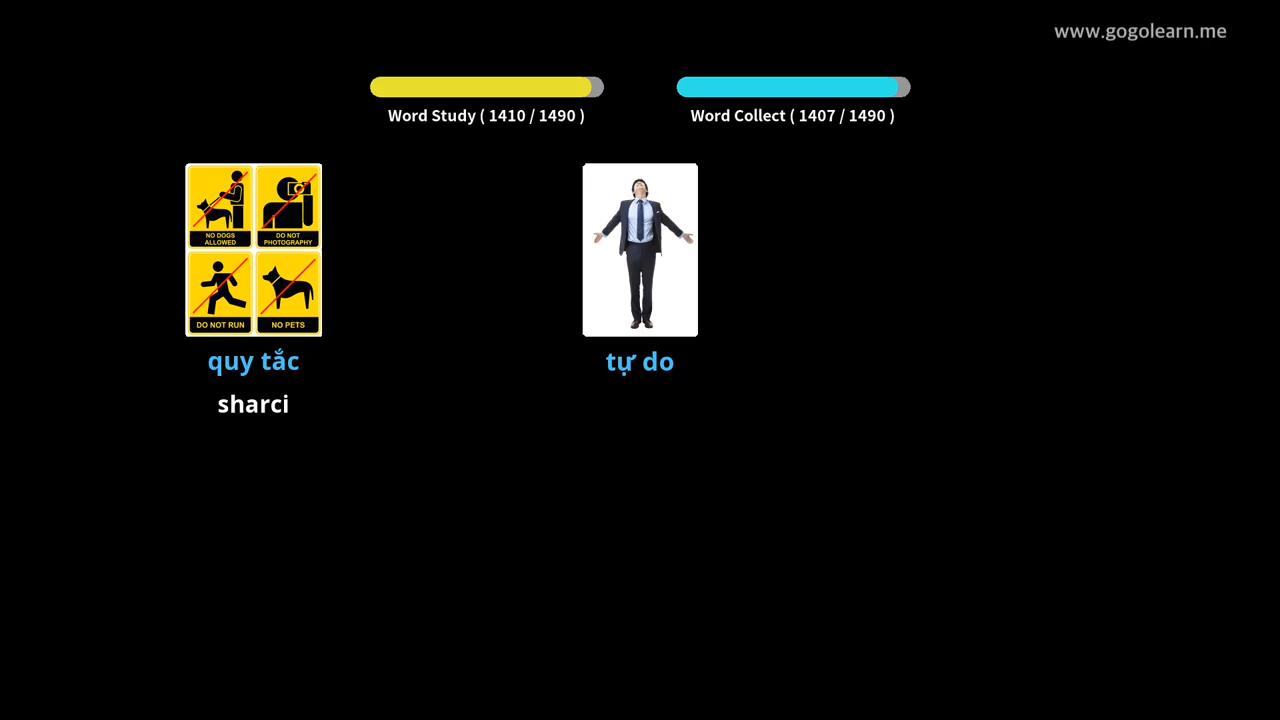 www.gogolearn.me
Word Study ( 1410 / 1490 )
Word Collect ( 1407 / 1490 )
NO DOGS
ALLOWED
DO NOT
PHOTOGRAPHY
DO NOT RUN
NO PETS
quy tắc
tự do
sharci